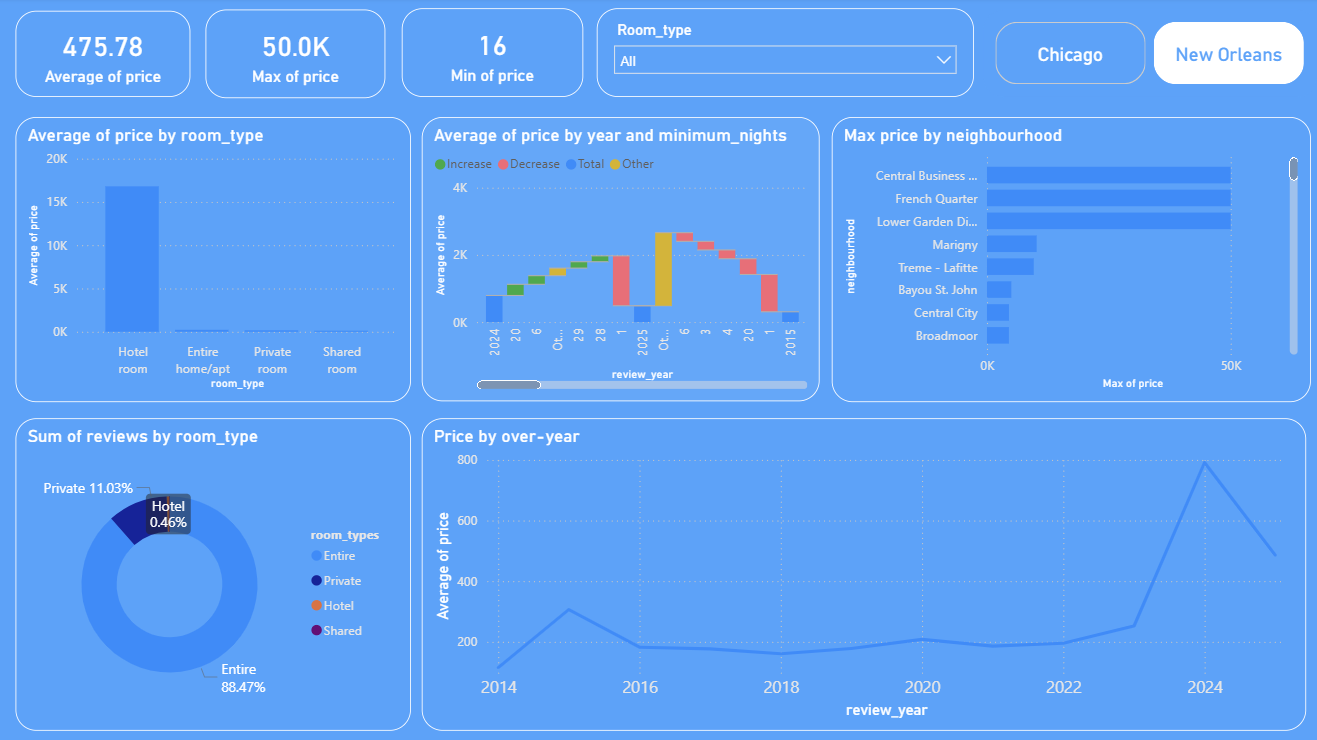 475.78
Average of price
50.0K
Max of price
16
Min of price
Room_type
All
Chicago
New Orleans
Average of price by room_type
20K
15K
10K
5K
0K
Average of price
Hotel room
Entire home/apt
Private room
Shared room
room_type
Average of price by year and minimum_nights
Increase Decrease Total Other
4K
2K
0K
Average of price
2024 20 6 Ot... 29 28 1 2025 Ot... 6 3 4 20 1 2015
review_year
Max price by neighbourhood
neighbourhood
Central Business ...
French Quarter
Lower Garden Di...
Marigny
Treme - Lafitte
Bayou St. John
Central City
Broadmoor
0K 50K
Max of price
Sum of reviews by room_type
Private 11.03%
Hotel
0.46%
Entire
88.47%
room_types
Entire
Private
Hotel
Shared
Price by over-year
800
600
400
200
Average of price
2014 2016 2018 2020 2022 2024
review_year